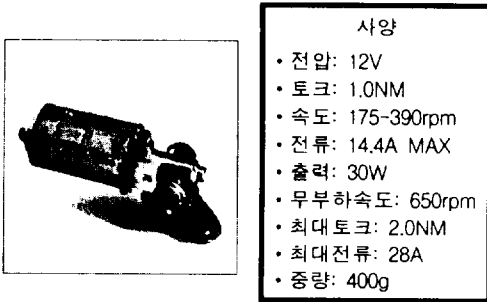 사양
• 전압: 12V
• 토크: 1.0NM
• 속도: 175-390rpm
• 전류: 14.4A MAX
• 출력: 30W
• 무부하속도: 650rpm
• 최대토크: 2.0NM
• 최대전류: 28A
• 중량: 400g